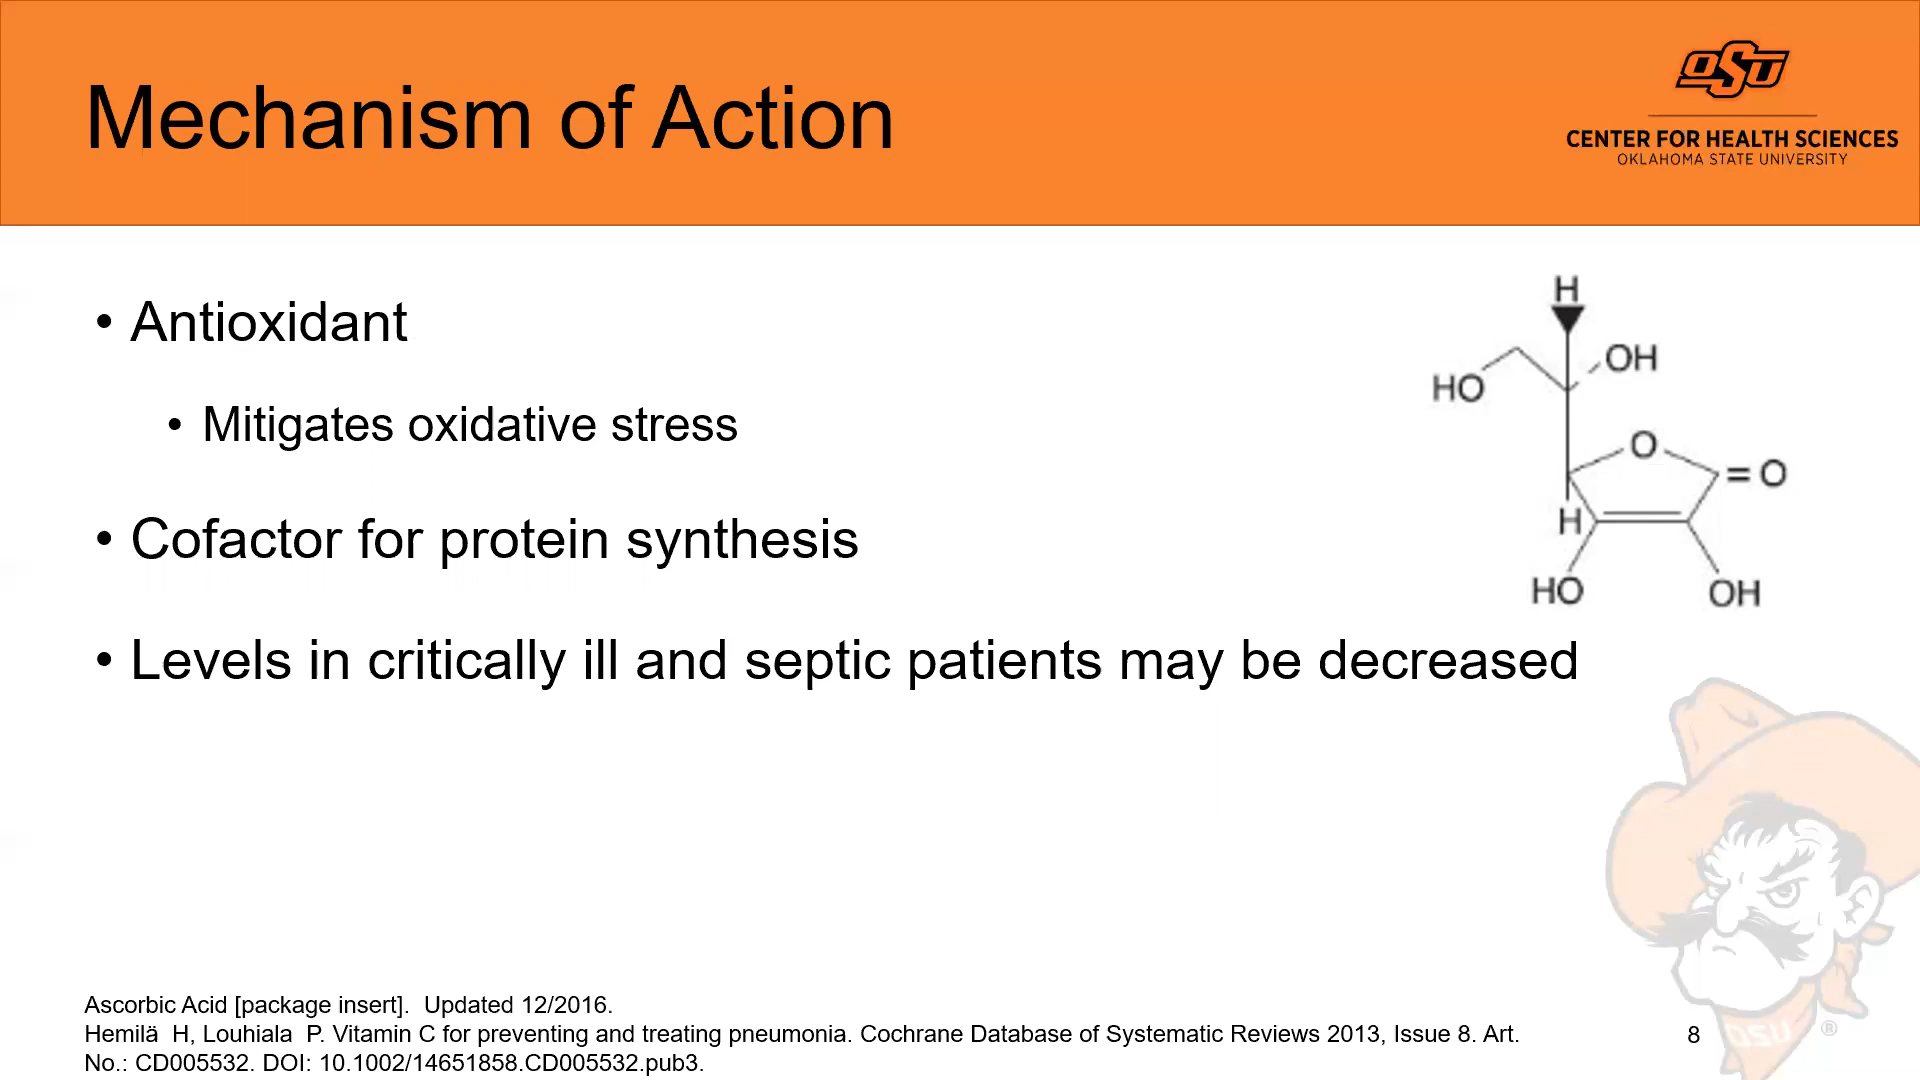 Mechanism of Action
OSU
CENTER FOR HEALTH SCIENCES
OKLAHOMA STATE UNIVERSITY
• Antioxidant
• Mitigates oxidative stress
• Cofactor for protein synthesis
• Levels in critically ill and septic patients may be decreased
H
HO
OH
O
= O
H
HO
OH
Ascorbic Acid [package insert].  Updated 12/2016.
Hemilä  H, Louhiala  P. Vitamin C for preventing and treating pneumonia. Cochrane Database of Systematic Reviews 2013, Issue 8. Art.
No.: CD005532. DOI: 10.1002/14651858.CD005532.pub3.
8
®